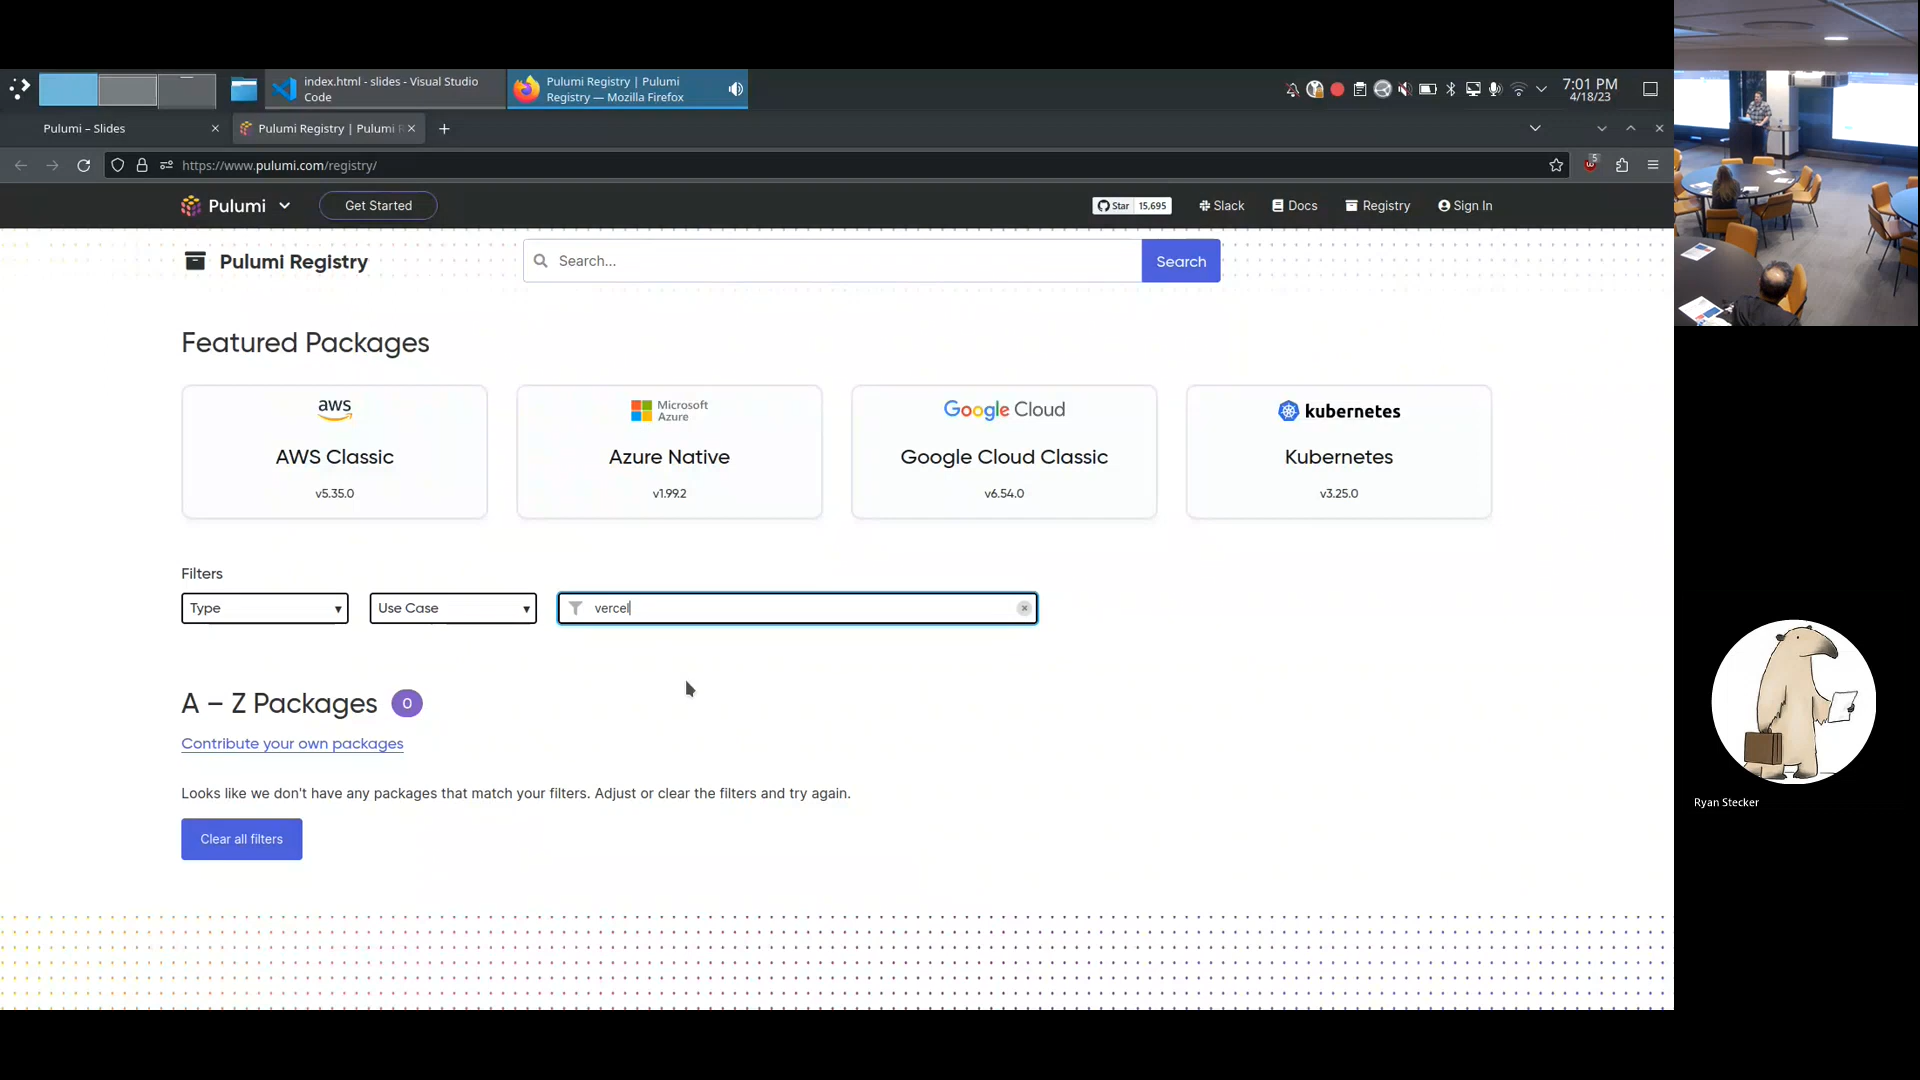 index.html - slides - Visual Studio
Code
Pulumi Registry | Pulumi
Registry — Mozilla Firefox
7:01 PM
4/18/23
Pulumi – Slides
Pulumi Registry | Pulumi R
https://www.pulumi.com/registry/
5
Pulumi
Get Started
Star 15,695
Slack
Docs
Registry
Sign In
Pulumi Registry
Search...
Search
Featured Packages
aws
AWS Classic
v5.35.0
Microsoft
Azure
Azure Native
v1.99.2
Google Cloud
Google Cloud Classic
v6.54.0
kubernetes
Kubernetes
v3.25.0
Filters
Type
Use Case
vercel
A – Z Packages 0
Contribute your own packages
Looks like we don't have any packages that match your filters. Adjust or clear the filters and try again.
Clear all filters
Ryan Stecker